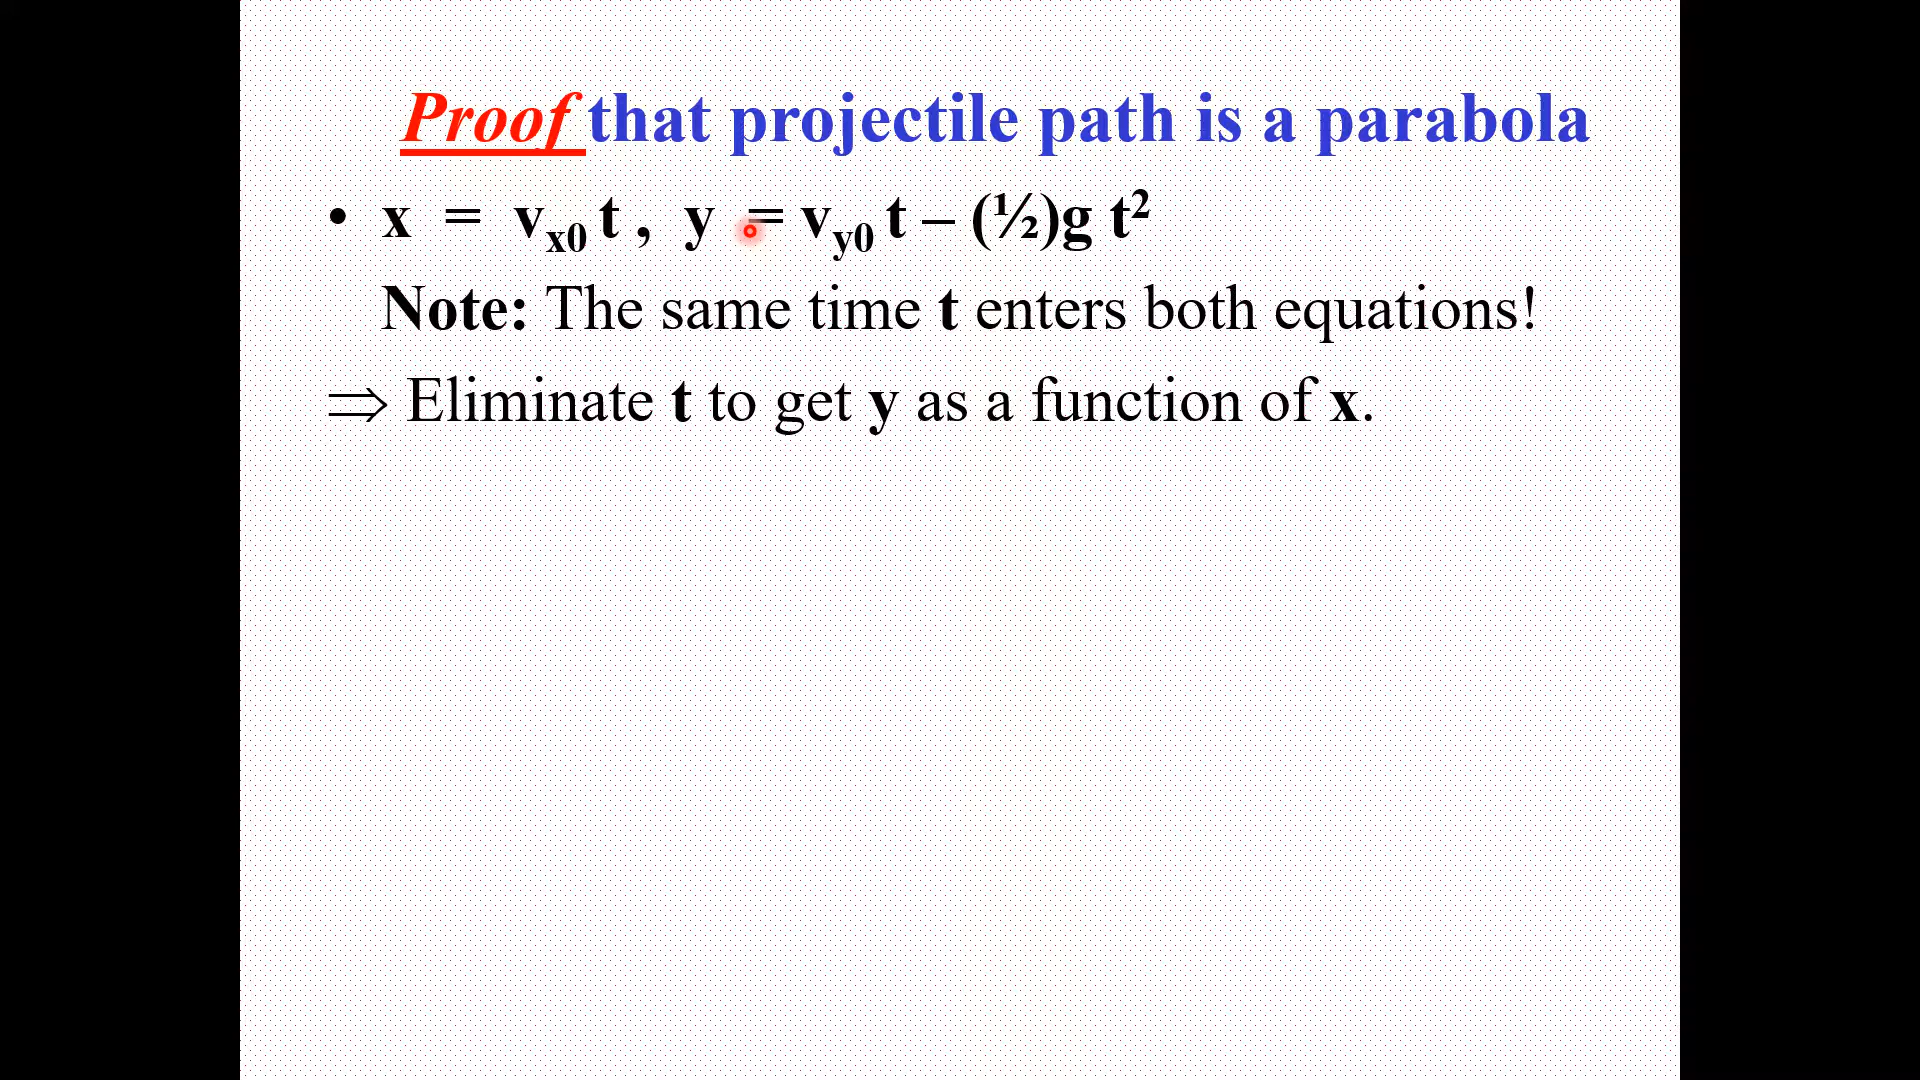 Proof that projectile path is a parabola
• x = vₓ₀ t , y = v_y0 t – (½)g t²
Note: The same time t enters both equations!
⇒ Eliminate t to get y as a function of x.